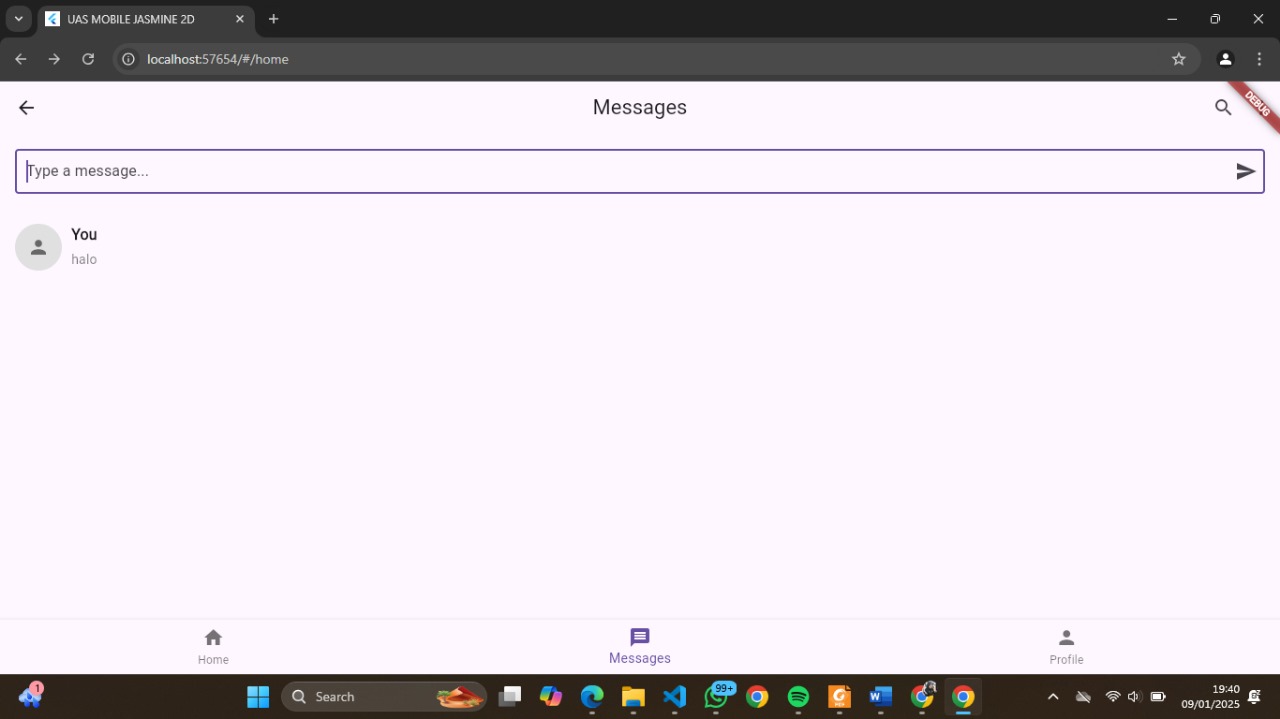 UAS MOBILE JASMINE 2D
localhost:57654/#/home
Messages
DEBUG
Type a message...
You
halo
Home
Messages
Profile
1
Search
99+
PDF
19:40
09/01/2025